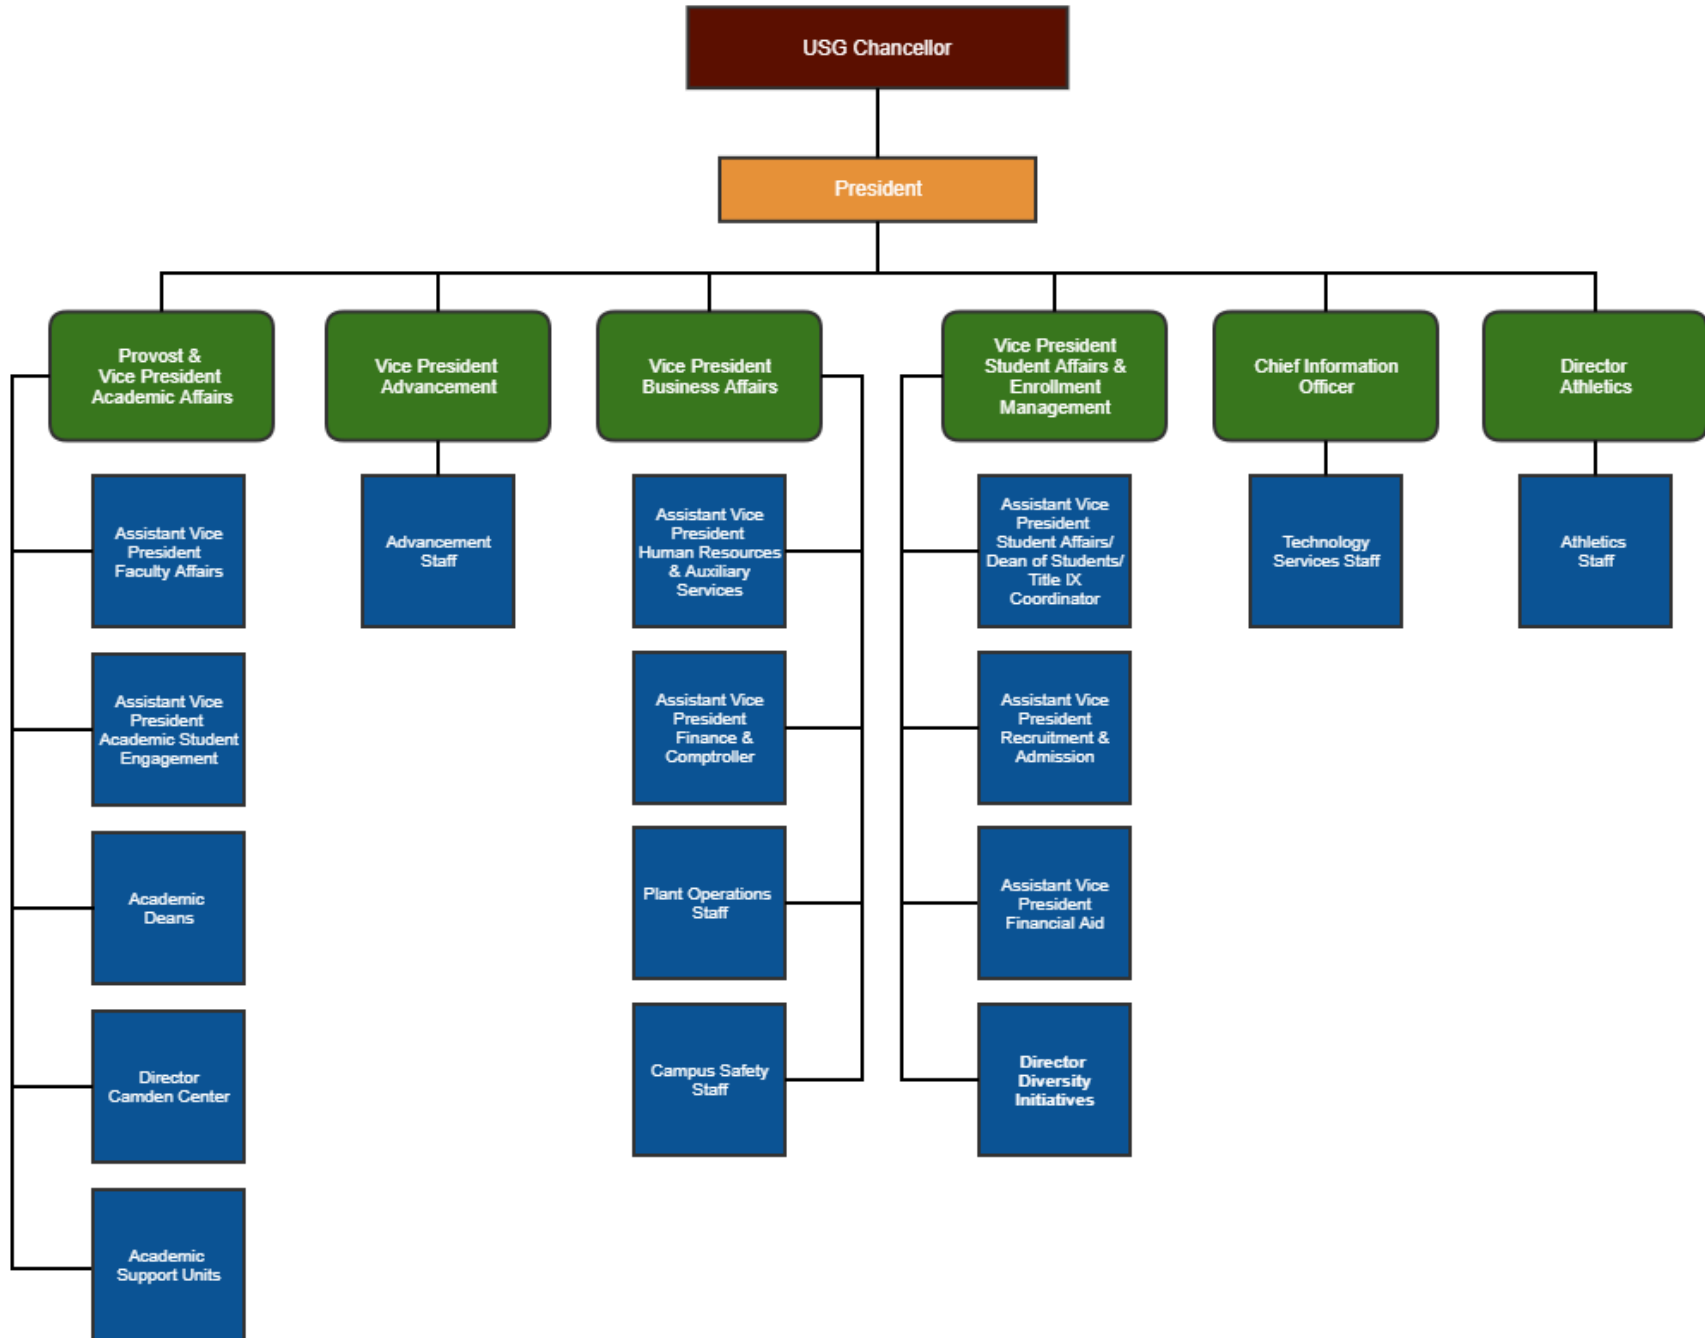 USG Chancellor
President
Provost &
Vice President
Academic Affairs
Vice President
Advancement
Vice President
Business Affairs
Vice President
Student Affairs &
Enrollment
Management
Chief Information
Officer
Director
Athletics
Assistant Vice
President
Faculty Affairs
Advancement
Staff
Assistant Vice
President
Human Resources
& Auxiliary
Services
Assistant Vice
President
Student Affairs/
Dean of Students/
Title IX
Coordinator
Technology
Services Staff
Athletics
Staff
Assistant Vice
President
Academic Student
Engagement
Assistant Vice
President
Finance &
Comptroller
Assistant Vice
President
Recruitment &
Admission
Academic
Deans
Plant Operations
Staff
Assistant Vice
President
Financial Aid
Director
Camden Center
Campus Safety
Staff
Director
Diversity
Initiatives
Academic
Support Units